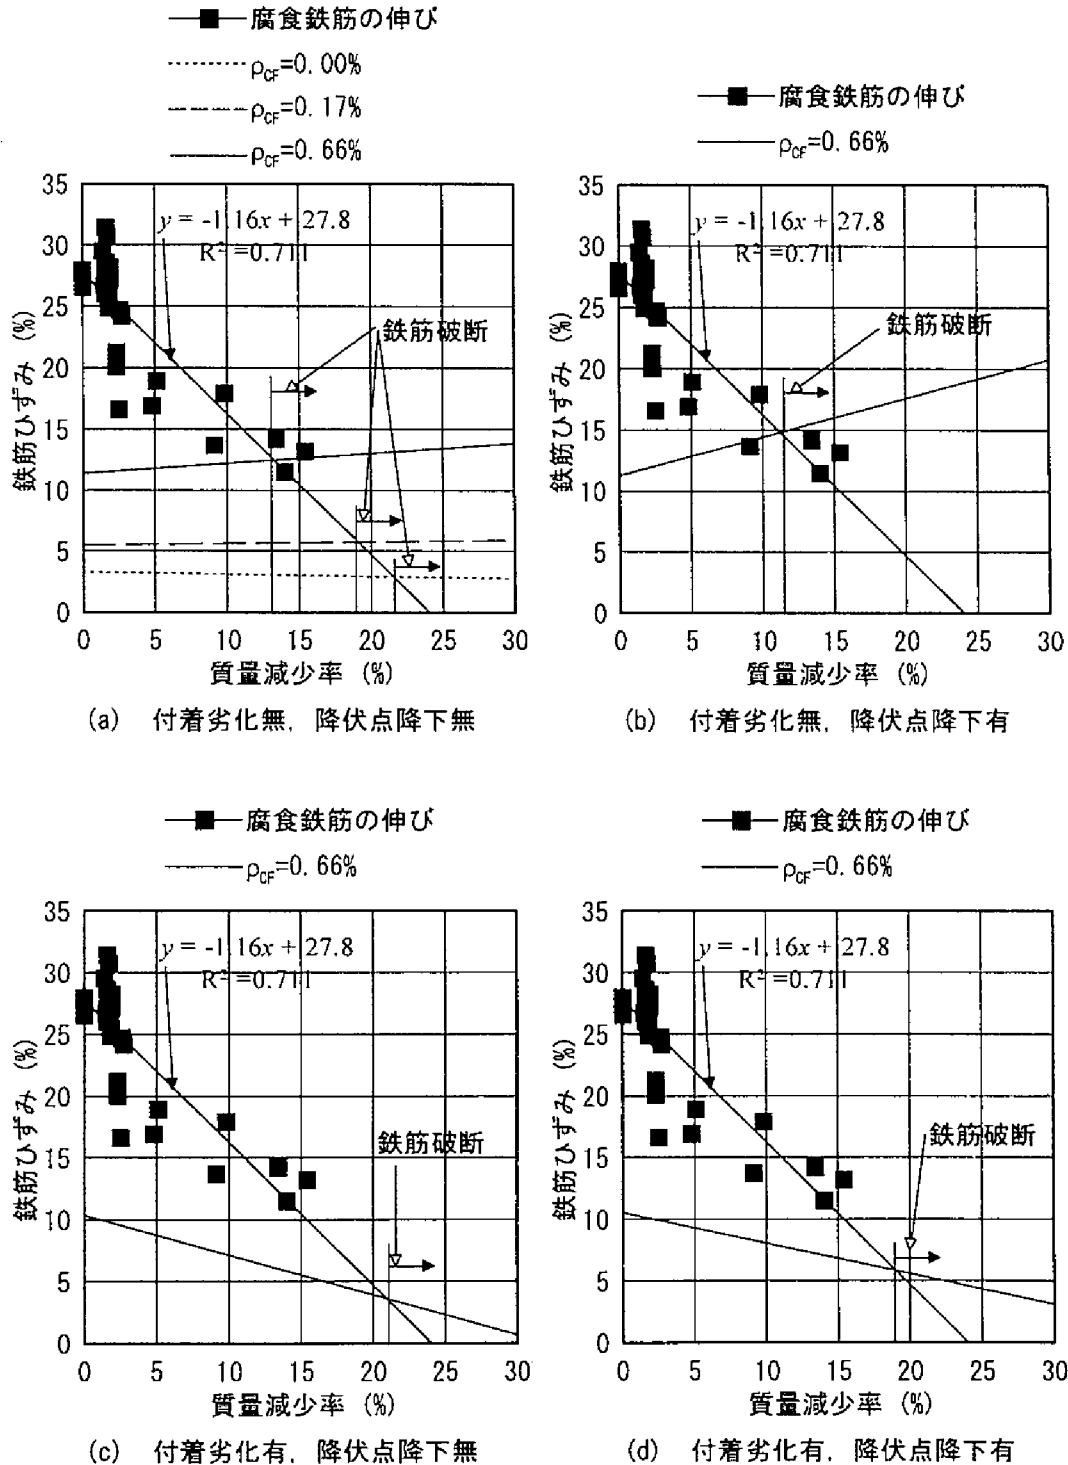 腐食鉄筋の伸び
ρCF=0.00%
ρCF=0.17%
ρCF=0.66%
35
30
25
20
15
10
5
0
鉄筋ひずみ (%)
y = -1.16x + 27.8
R² =0.711
鉄筋破断
0 5 10 15 20 25 30
質量減少率 (%)
(a) 付着劣化無, 降伏点降下無
腐食鉄筋の伸び
ρCF=0.66%
35
30
25
20
15
10
5
0
鉄筋ひずみ (%)
y = -1.16x + 27.8
R² =0.711
鉄筋破断
0 5 10 15 20 25 30
質量減少率 (%)
(b) 付着劣化無, 降伏点降下有
腐食鉄筋の伸び
ρCF=0.66%
35
30
25
20
15
10
5
0
鉄筋ひずみ (%)
y = -1.16x + 27.8
R² =0.711
鉄筋破断
0 5 10 15 20 25 30
質量減少率 (%)
(c) 付着劣化有, 降伏点降下無
腐食鉄筋の伸び
ρCF=0.66%
35
30
25
20
15
10
5
0
鉄筋ひずみ (%)
y = -1.16x + 27.8
R² =0.711
鉄筋破断
0 5 10 15 20 25 30
質量減少率 (%)
(d) 付着劣化有, 降伏点降下有